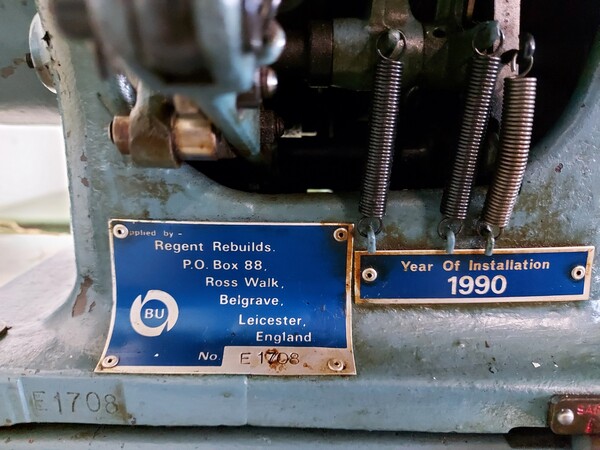 Supplied by -
Regent Rebuilds.
P.O. Box 88,
Ross Walk,
Belgrave,
Leicester,
England
BU
No. E 1708
Year Of Installation
1990
E1708